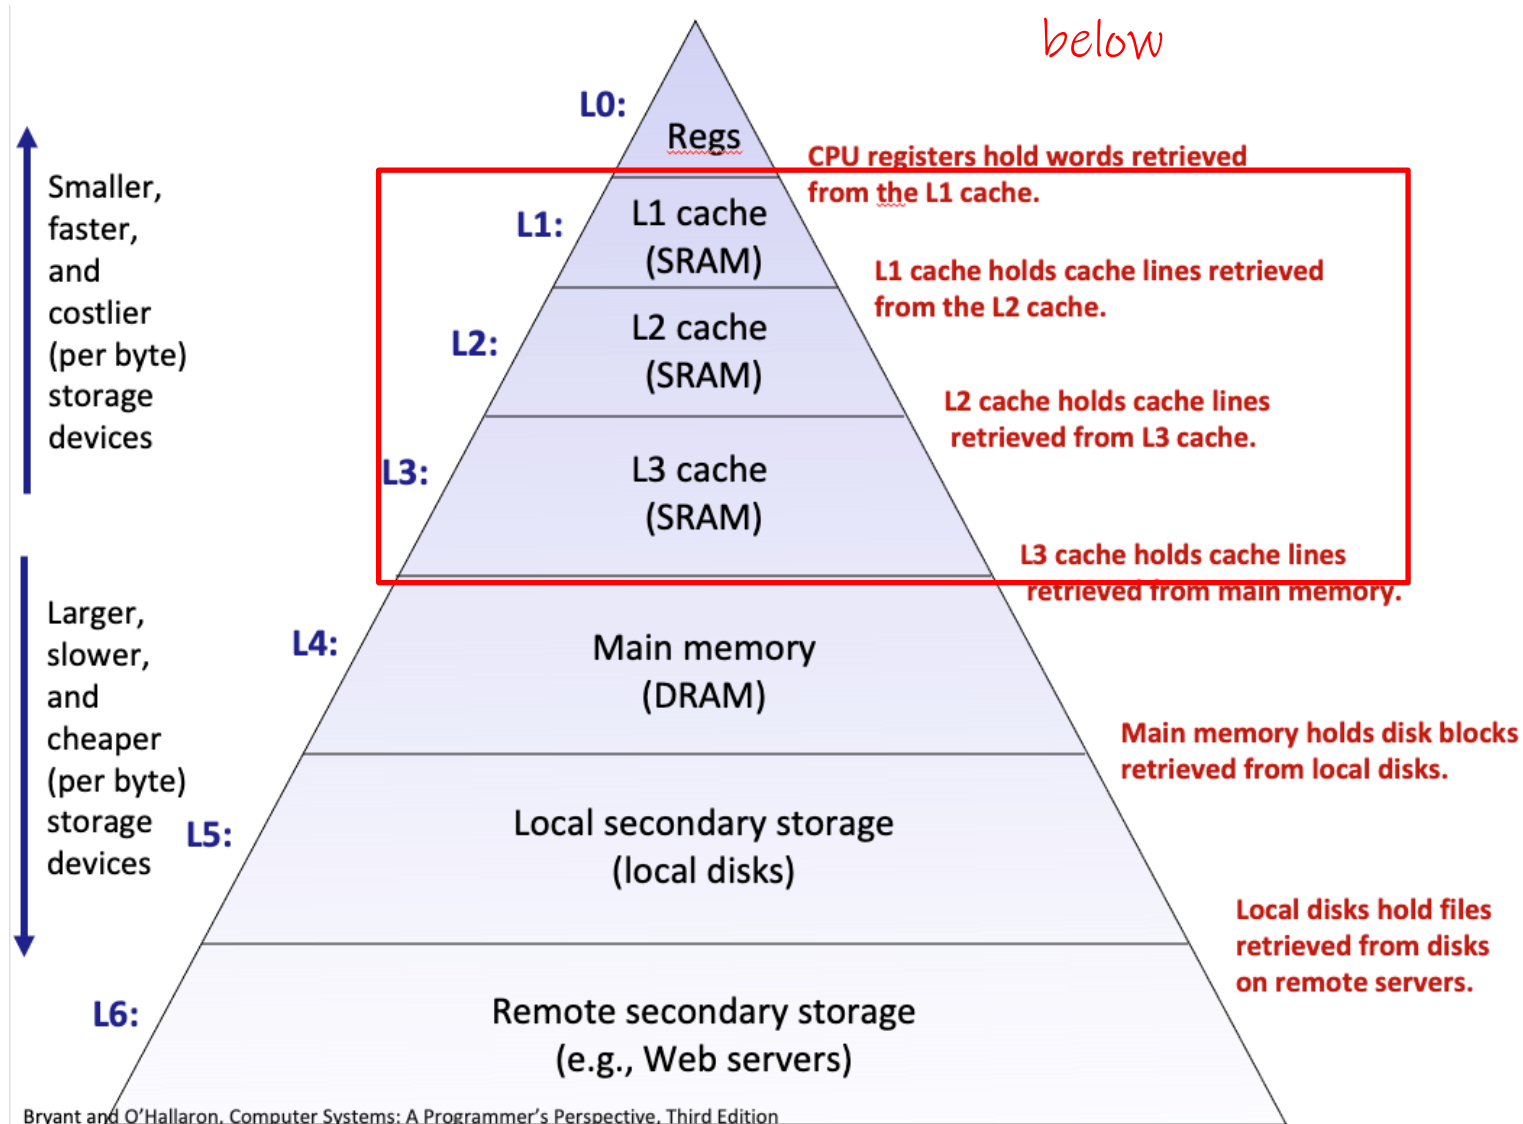 below
L0:
Regs
CPU registers hold words retrieved
from the L1 cache.
Smaller,
faster,
and
costlier
(per byte)
storage
devices
L1:
L1 cache
(SRAM)
L1 cache holds cache lines retrieved
from the L2 cache.
L2:
L2 cache
(SRAM)
L2 cache holds cache lines
retrieved from L3 cache.
L3:
L3 cache
(SRAM)
L3 cache holds cache lines
retrieved from main memory.
Larger,
slower,
and
cheaper
(per byte)
storage
devices
L4:
Main memory
(DRAM)
Main memory holds disk blocks
retrieved from local disks.
L5:
Local secondary storage
(local disks)
Local disks hold files
retrieved from disks
on remote servers.
L6:
Remote secondary storage
(e.g., Web servers)
Bryant and O'Hallaron, Computer Systems: A Programmer's Perspective, Third Edition